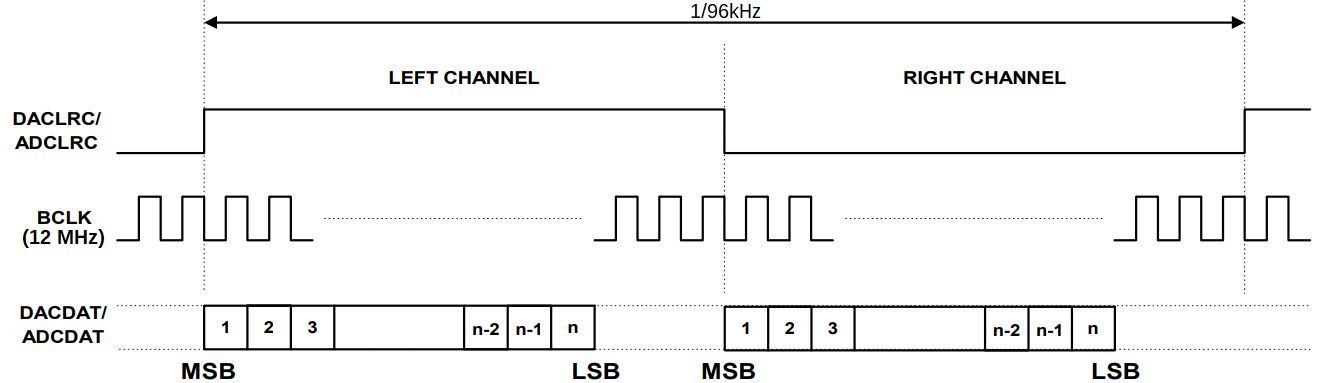 1/96kHz
LEFT CHANNEL
RIGHT CHANNEL
DACLRC/
ADCLRC
BCLK
(12 MHz)
DACDAT/
ADCDAT
1 2 3 n-2 n-1 n
1 2 3 n-2 n-1 n
MSB LSB MSB LSB